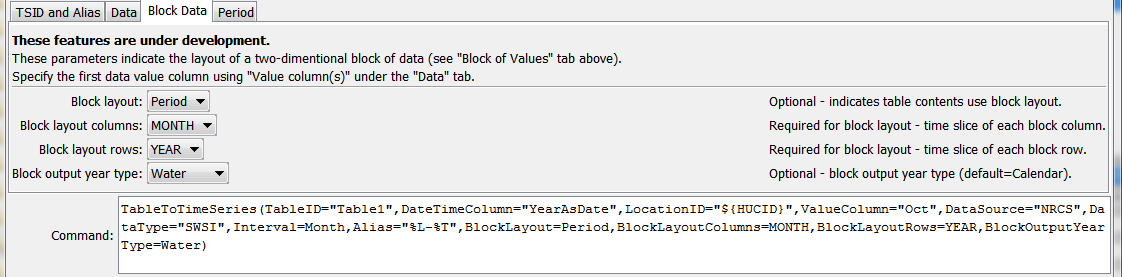 TSID and Alias Data Block Data Period
These features are under development.
These parameters indicate the layout of a two-dimentional block of data (see "Block of Values" tab above).
Specify the first data value column using "Value column(s)" under the "Data" tab.
Block layout: Period Optional - indicates table contents use block layout.
Block layout columns: MONTH Required for block layout - time slice of each block column.
Block layout rows: YEAR Required for block layout - time slice of each block row.
Block output year type: Water Optional - block output year type (default=Calendar).
TableToTimeSeries(TableID="Table1",DateTimeColumn="YearAsDate",LocationID="${HUCID}",ValueColumn="Oct",DataSource="NRCS",Da
Command: taType="SWSI",Interval=Month,Alias="%L-%T",BlockLayout=Period,BlockLayoutColumns=MONTH,BlockLayoutRows=YEAR,BlockOutputYear
Type=Water)